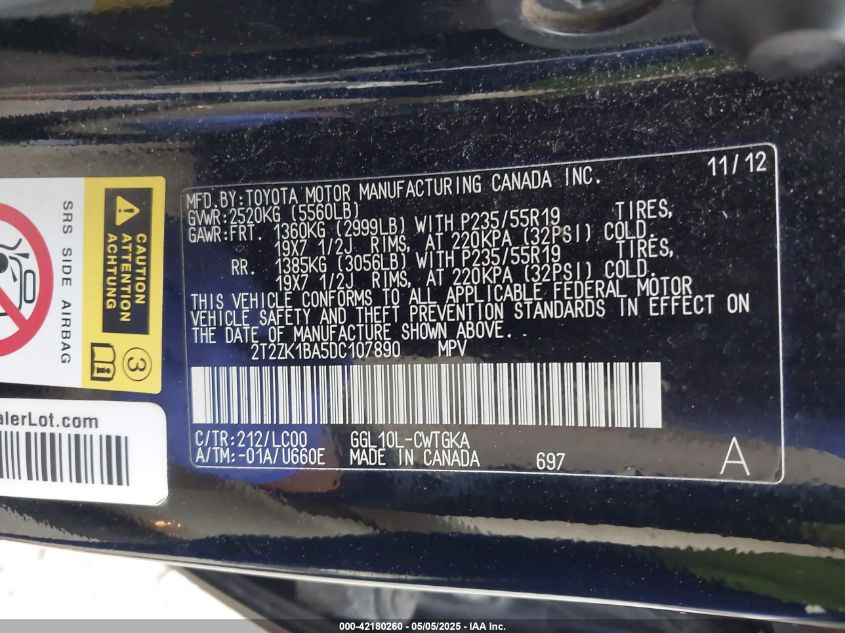 11/12
MFD.BY:TOYOTA MOTOR MANUFACTURING CANADA INC.
GVWR:2520KG (5560LB)
GAWR:FRT. 1360KG (2999LB) WITH P235/55R19 TIRES,
19X7 1/2J RIMS, AT 220KPA (32PSI) COLD.
RR. 1385KG (3056LB) WITH P235/55R19 TIRES,
19X7 1/2J RIMS, AT 220KPA (32PSI) COLD.
THIS VEHICLE CONFORMS TO ALL APPLICABLE FEDERAL MOTOR
VEHICLE SAFETY AND THEFT PREVENTION STANDARDS IN EFFECT ON
THE DATE OF MANUFACTURE SHOWN ABOVE.
2T2ZK1BA5DC107890 MPV
C/TR:212/LC00 GGL10L-CWTGKA
A/TM:-01A/U660E MADE IN CANADA 697 A
SRS SIDE AIRBAG
CAUTION
ATTENTION
ACHTUNG
3
alerLot.com
000-42180260 - 05/05/2025 - IAA Inc.